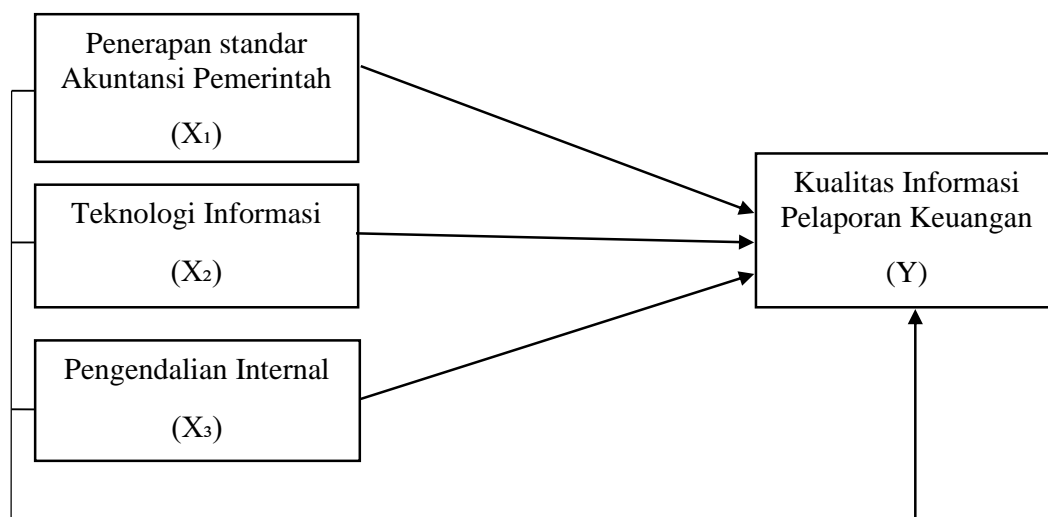 Penerapan standar
Akuntansi Pemerintah
(X₁)
Teknologi Informasi
(X₂)
Pengendalian Internal
(X₃)
Kualitas Informasi
Pelaporan Keuangan
(Y)